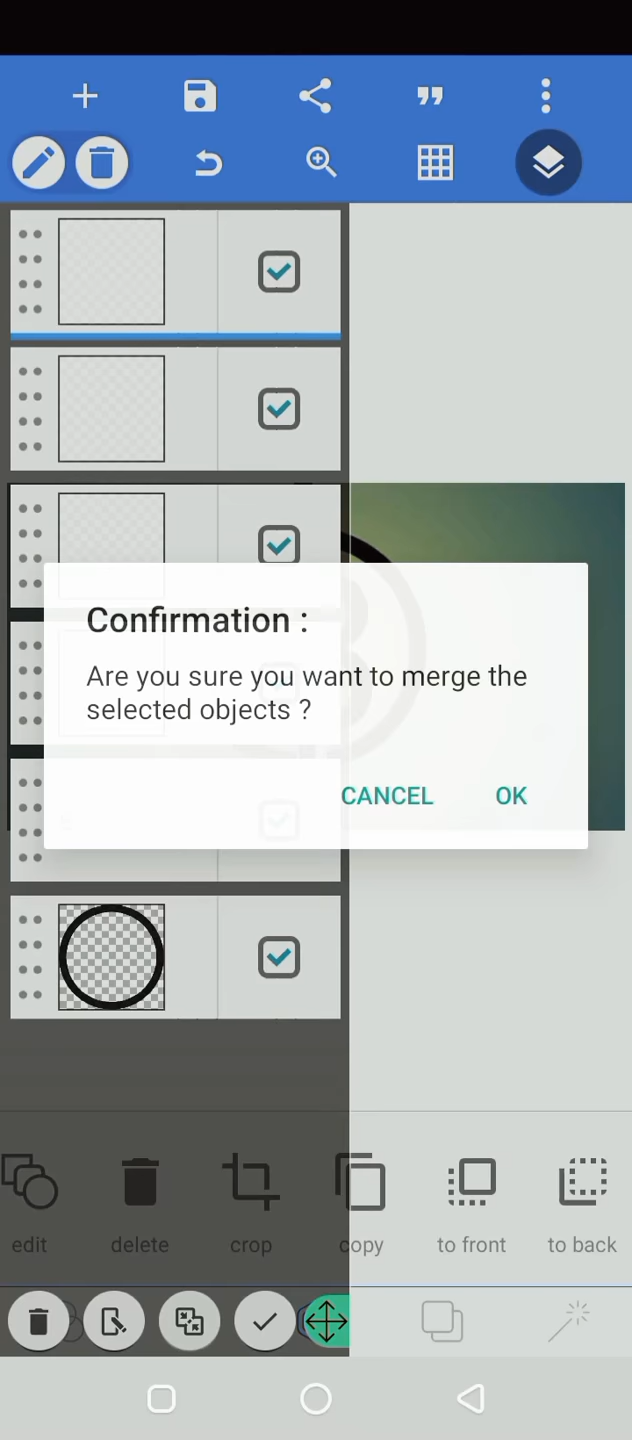 Confirmation :
Are you sure you want to merge the
selected objects ?
CANCEL OK
edit delete crop copy to front to back